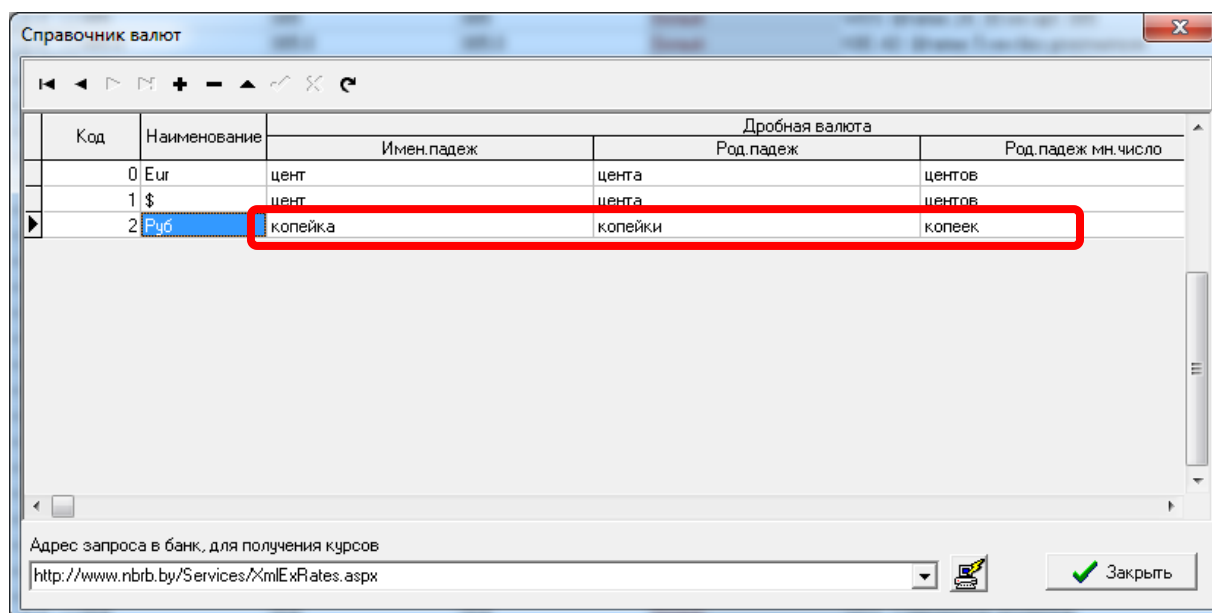 Справочник валют
Код Наименование Дробная валюта
Имен.падеж Род.падеж Род.падеж мн.число
0 Eur цент цента центов
1 $ цент цента центов
2 Руб копейка копейки копеек
Адрес запроса в банк, для получения курсов
http://www.nbrb.by/Services/XmlExRates.aspx
Закрыть